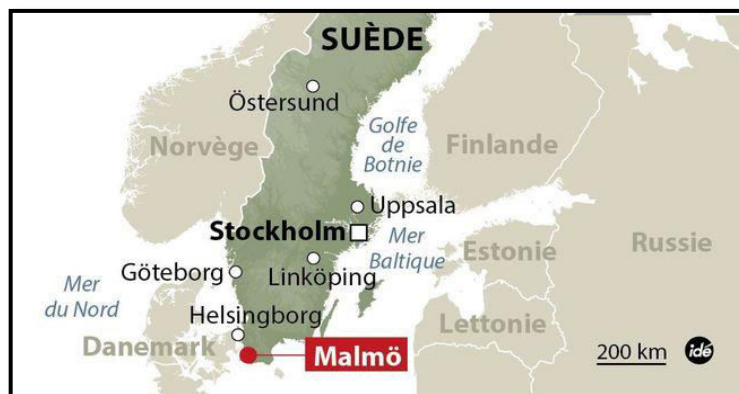 SUÈDE
Östersund
Golfe
de
Botnie
Norvège
Finlande
Uppsala
Stockholm
Mer
Baltique
Estonie
Russie
Göteborg
Linköping
Mer
du Nord
Helsingborg
Lettonie
Danemark
Malmö
200 km
idé